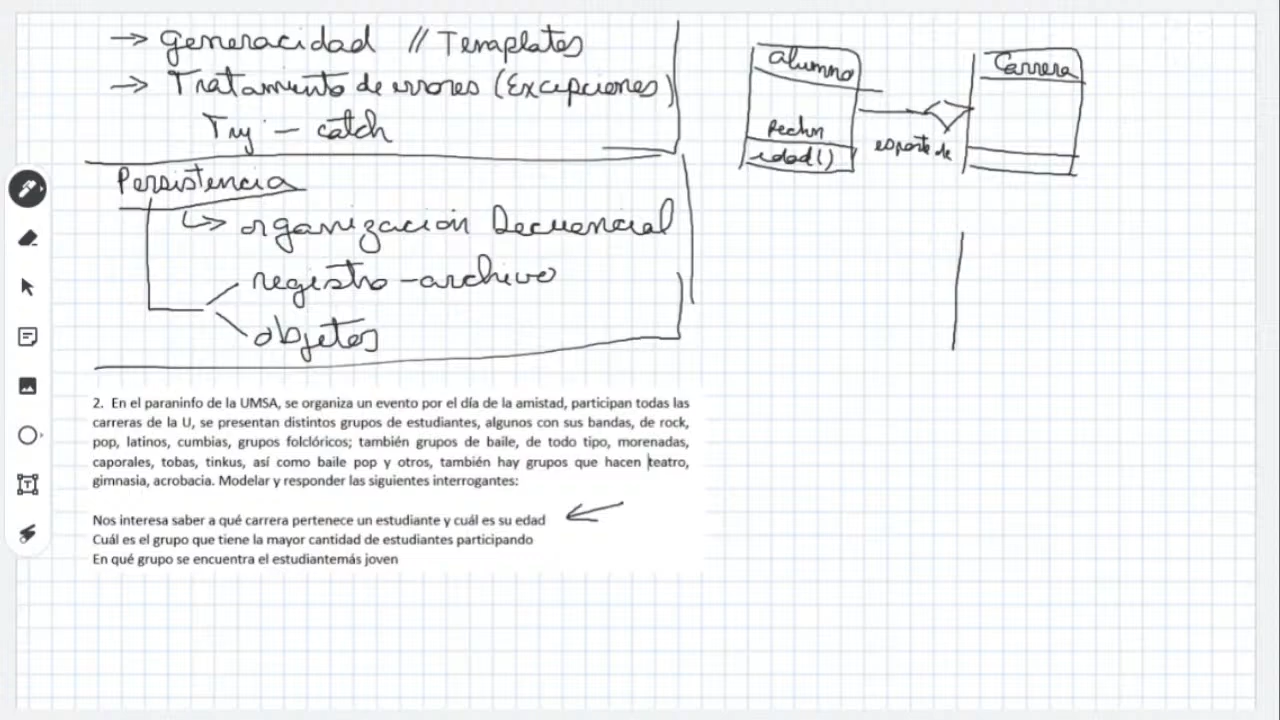 → Generacidad // Templates
→ Tratamiento de errores (Excepciones)
Try - catch
Persistencia
↳ organización Secuencial
registro - archivo
objetos
2. En el paraninfo de la UMSA, se organiza un evento por el día de la amistad, participan todas las
carreras de la U, se presentan distintos grupos de estudiantes, algunos con sus bandas, de rock,
pop, latinos, cumbias, grupos folclóricos; también grupos de baile, de todo tipo, morenadas,
caporales, tobas, tinkus, así como baile pop y otros, también hay grupos que hacen teatro,
gimnasia, acrobacia. Modelar y responder las siguientes interrogantes:
Nos interesa saber a qué carrera pertenece un estudiante y cuál es su edad
Cuál es el grupo que tiene la mayor cantidad de estudiantes participando
En qué grupo se encuentra el estudiantemás joven
alumno
edad()
es parte de
Carrera